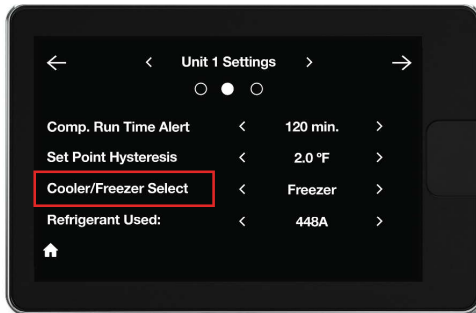 Unit 1 Settings
Comp. Run Time Alert 120 min.
Set Point Hysteresis 2.0 ºF
Cooler/Freezer Select Freezer
Refrigerant Used: 448A